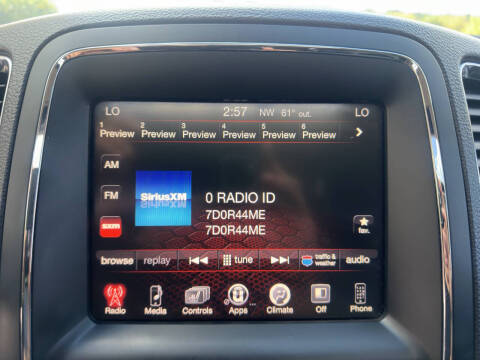 LO 2:57 NW 61° out. LO
1 2 3 4 5 6
Preview Preview Preview Preview Preview Preview
AM
FM
sxm
SiriusXM
0 RADIO ID
7D0R44ME
7D0R44ME
fav.
browse replay tune traffic & weather audio
Radio Media Controls Apps Climate Off Phone